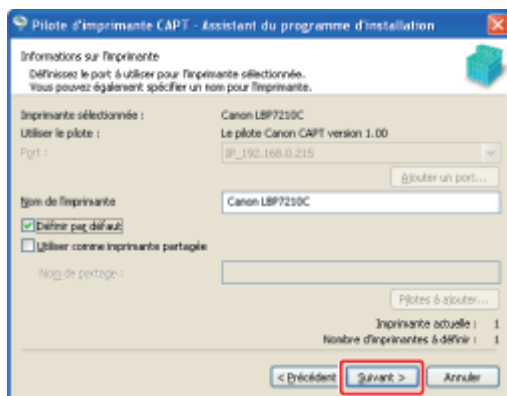 Pilote d'imprimante CAPT - Assistant du programme d'installation
Informations sur l'imprimante
Définissez le port à utiliser pour l'imprimante sélectionnée.
Vous pouvez également spécifier un nom pour l'imprimante.
Imprimante sélectionnée : Canon LBP7210C
Utiliser le pilote : Le pilote Canon CAPT version 1.00
Port : IP_192.168.0.215
Ajouter un port...
Nom de l'imprimante Canon LBP7210C
Définir par défaut
Utiliser comme imprimante partagée
Nom de partage :
Pilotes à ajouter...
Imprimante actuelle : 1
Nombre d'imprimantes à définir : 1
< Précédent Suivant > Annuler